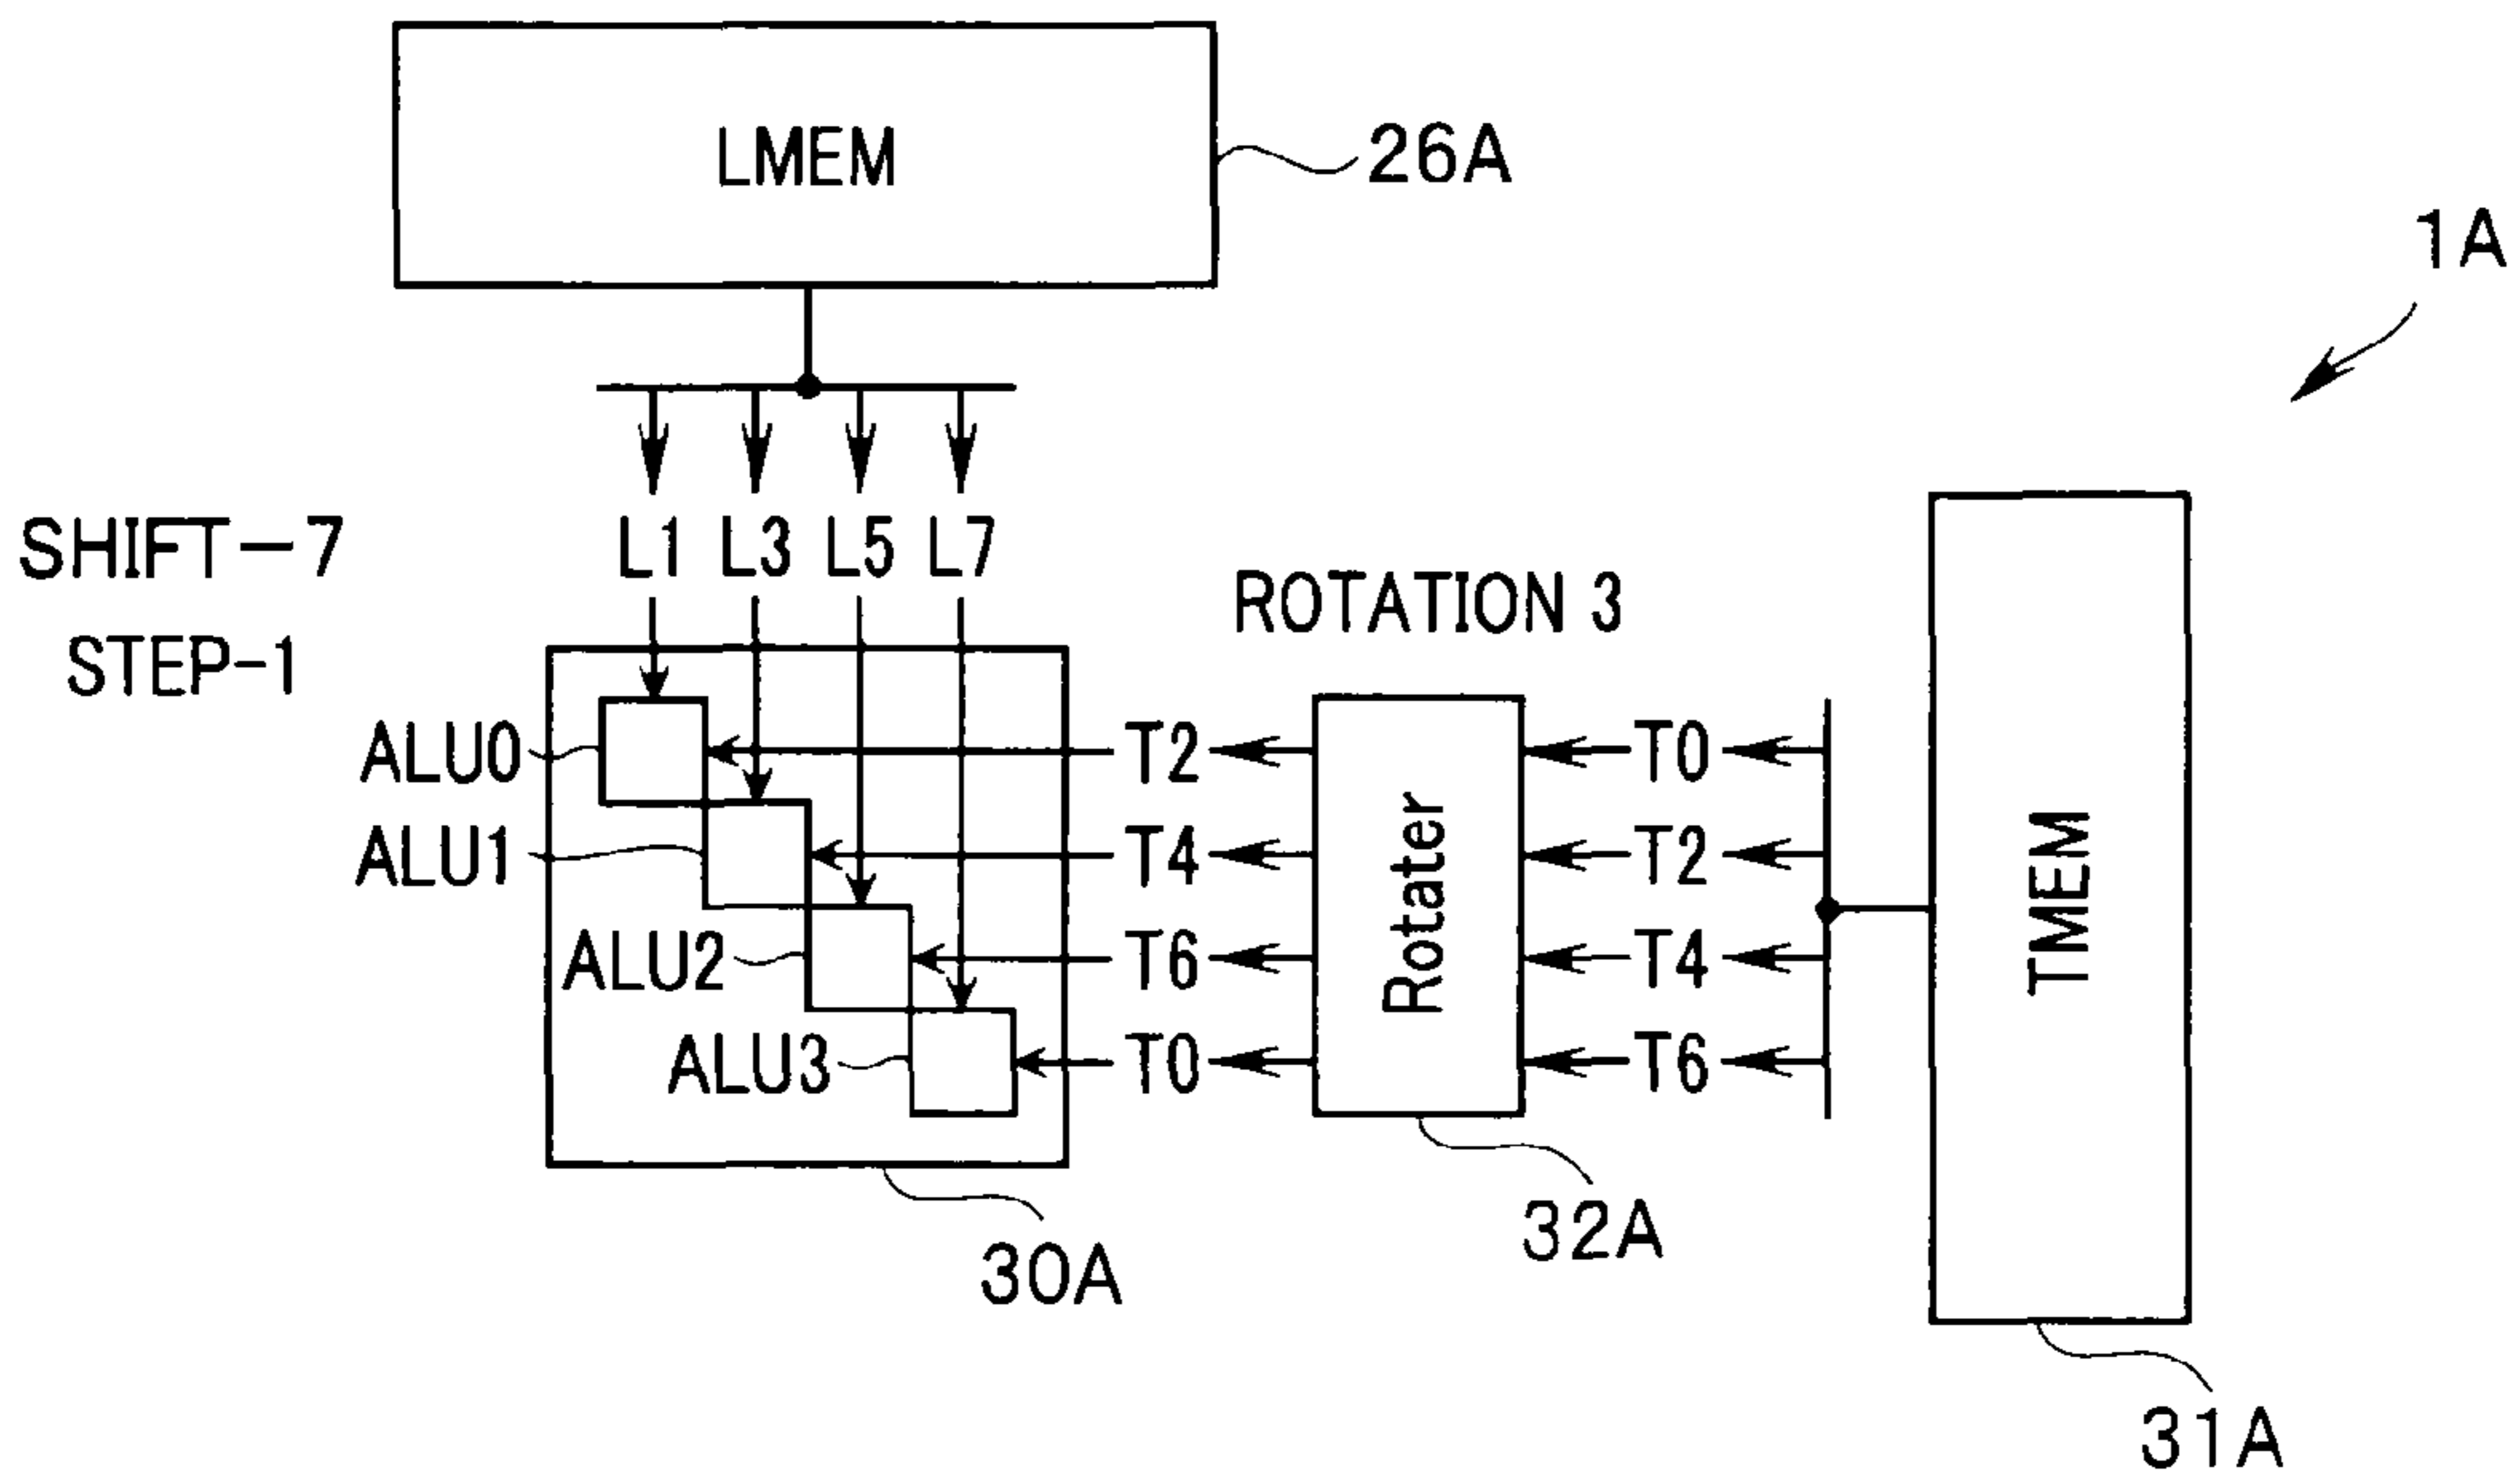 LMEM
26A
1A
SHIFT-7
L1 L3 L5 L7
STEP-1
ROTATION 3
ALU0
T2
T0
ALU1
T4
T2
ALU2
T6
T4
ALU3
T0
T6
Rotater
TMEM
32A
30A
31A